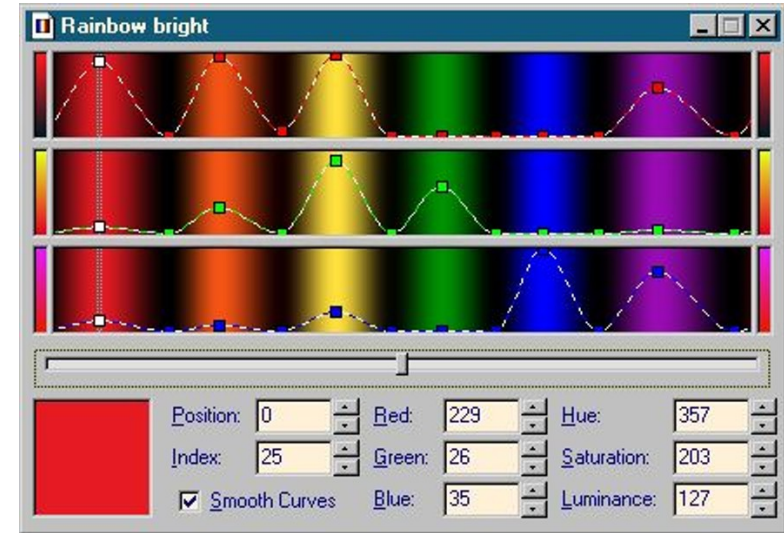 Rainbow bright
Position: 0 Red: 229 Hue: 357
Index: 25 Green: 26 Saturation: 203
Smooth Curves Blue: 35 Luminance: 127